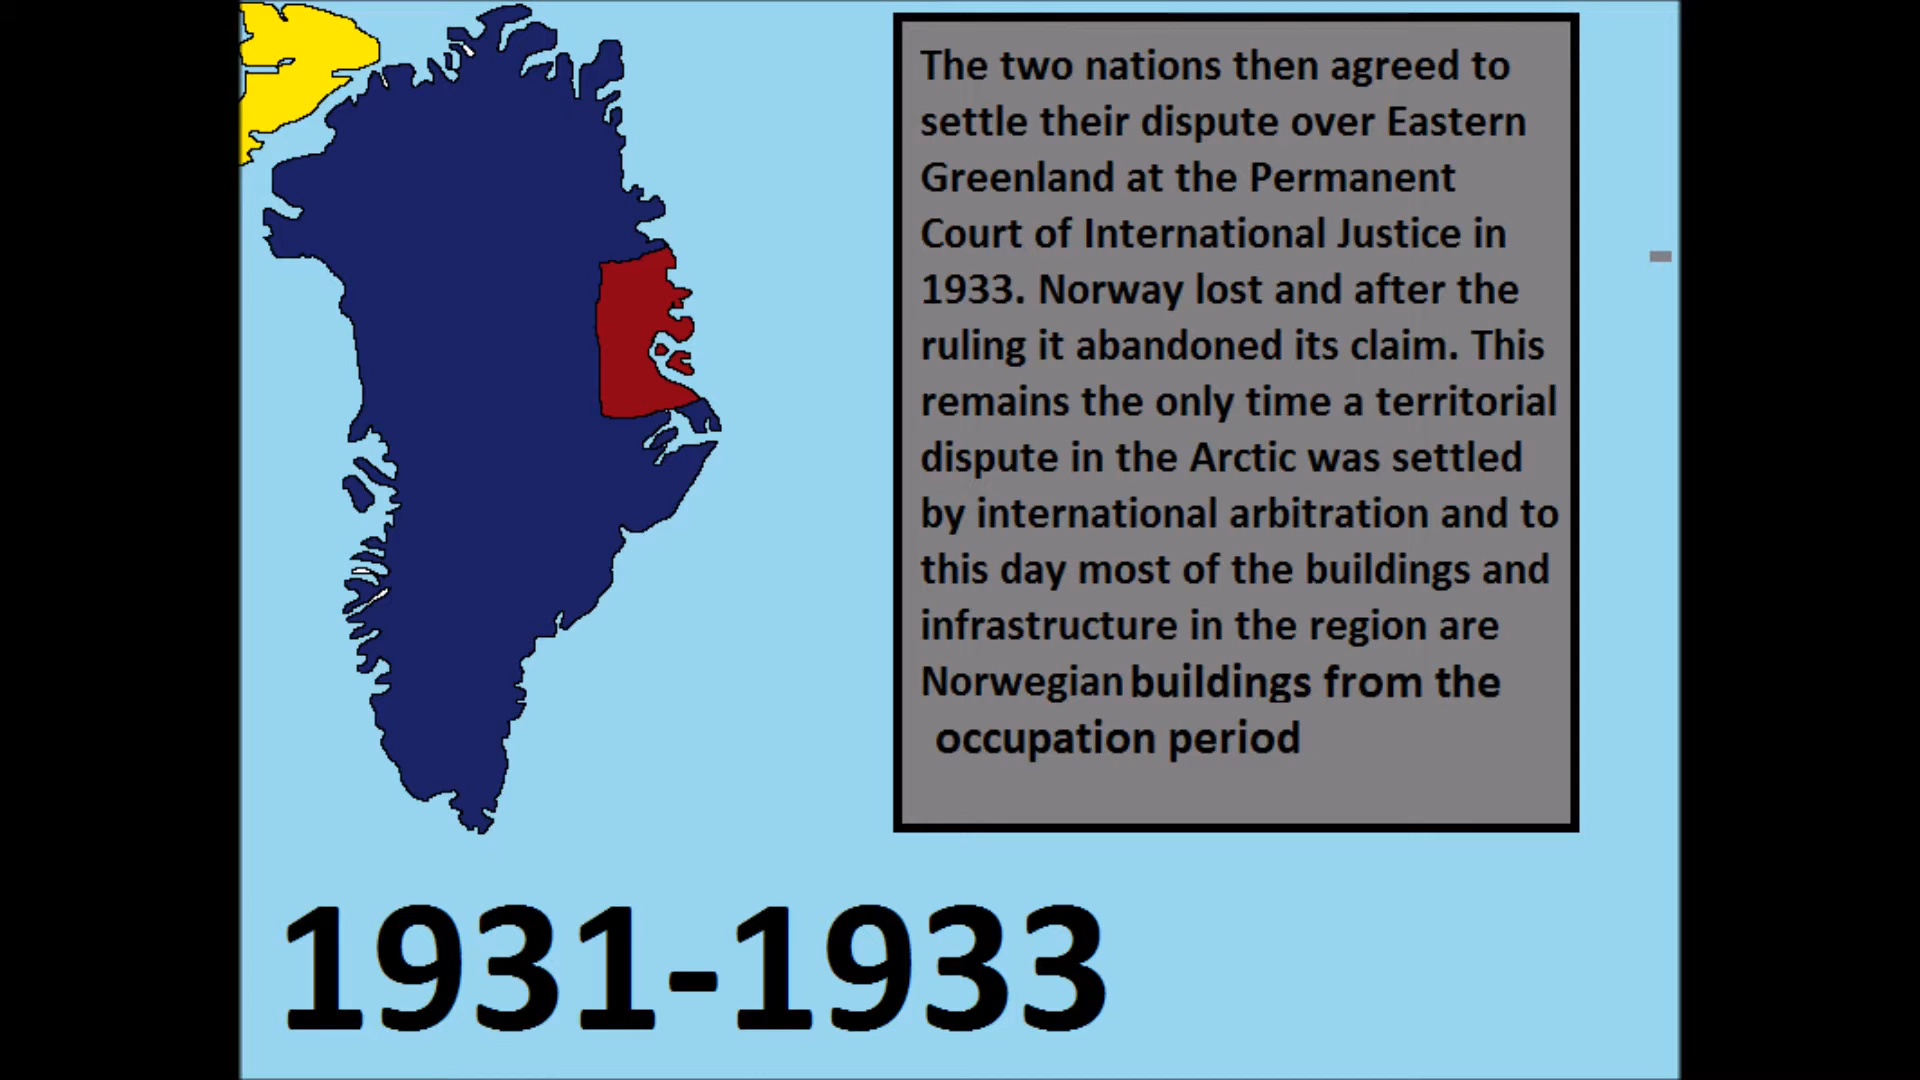 The two nations then agreed to
settle their dispute over Eastern
Greenland at the Permanent
Court of International Justice in
1933. Norway lost and after the
ruling it abandoned its claim. This
remains the only time a territorial
dispute in the Arctic was settled
by international arbitration and to
this day most of the buildings and
infrastructure in the region are
Norwegian buildings from the
occupation period
1931-1933